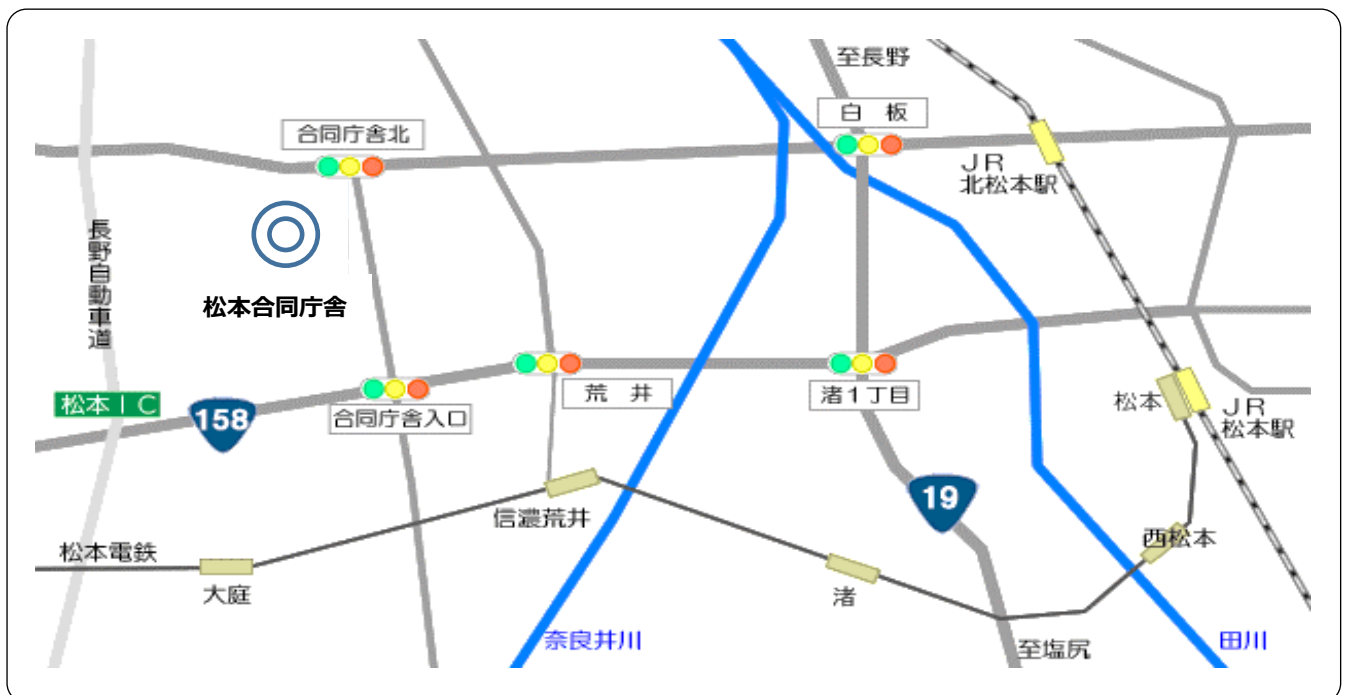 至長野
白 板
合同庁舎北
JR
北松本駅
長野自動車道
松本合同庁舎
松本IC
158
合同庁舎入口
荒 井
渚1丁目
松本
JR
松本駅
19
信濃荒井
西松本
松本電鉄
大庭
渚
奈良井川
至塩尻
田川